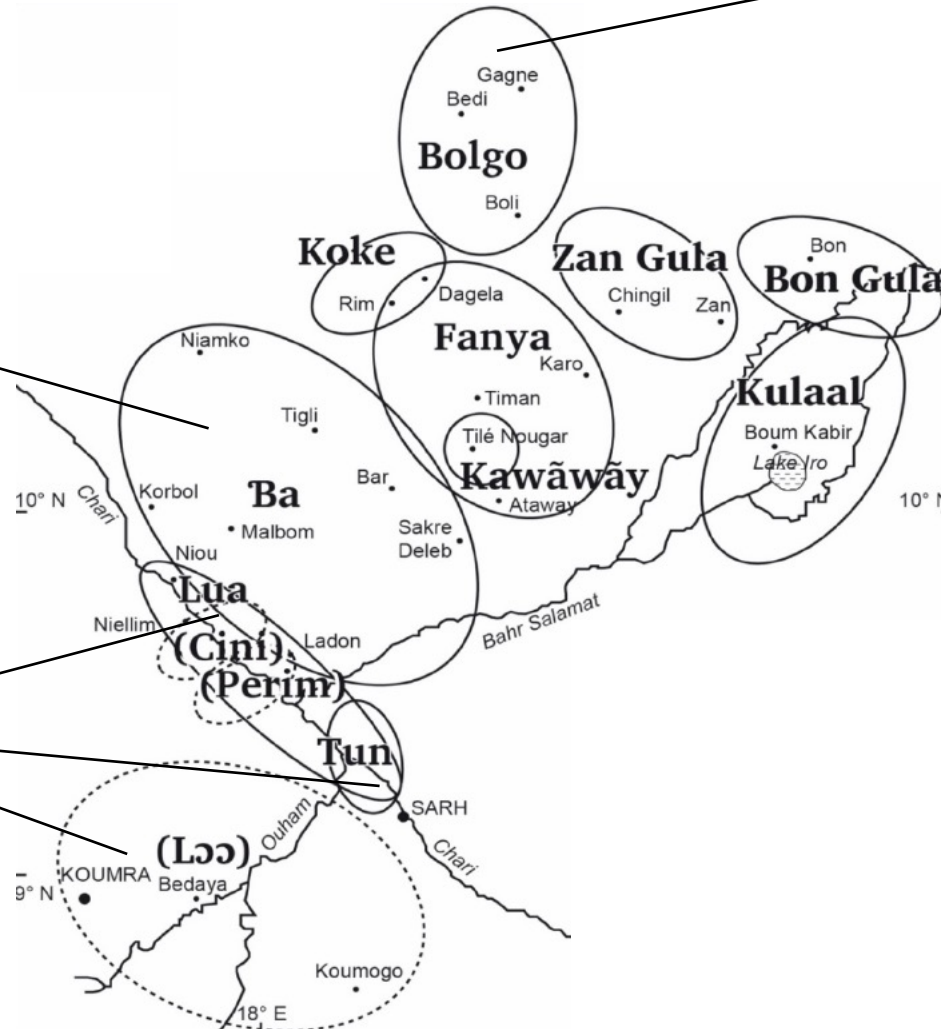 Gagne
Bedi
Bolgo
Boli
Koke
Zan Gula
Bon
Bon Gula
Rim
Dagela
Chingil
Zan
Fanya
Niamko
Karo
Kulaal
Timan
Tigli
Boum Kabir
Tilé Nougar
Lake Iro
Bar
Kawãwãy
10° N
Chari
Korbol
Ɓa
Ataway
10° N
Malbom
Sakre
Deleb
Niou
Lua
Niellim
Bahr Salamat
(Cini)
Ladon
(Perim)
Tun
SARH
Ouham
(Lɔɔ)
Chari
KOUMRA
Bedaya
9° N
Koumogo
18° E